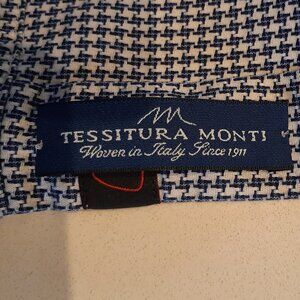 TESSITURA MONTI
Woven in Italy Since 1911